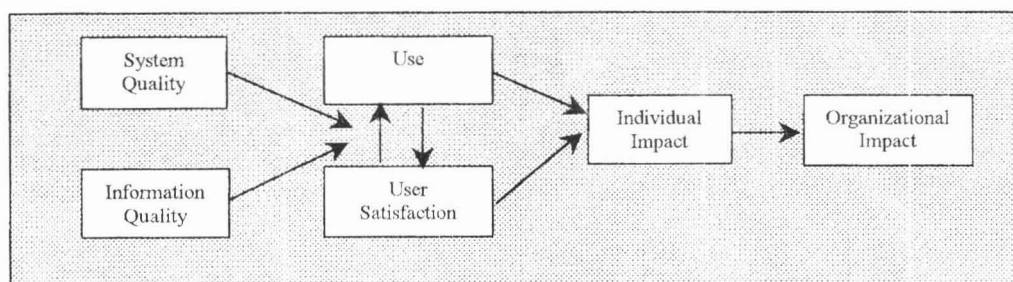 System
Quality
Information
Quality
Use
User
Satisfaction
Individual
Impact
Organizational
Impact